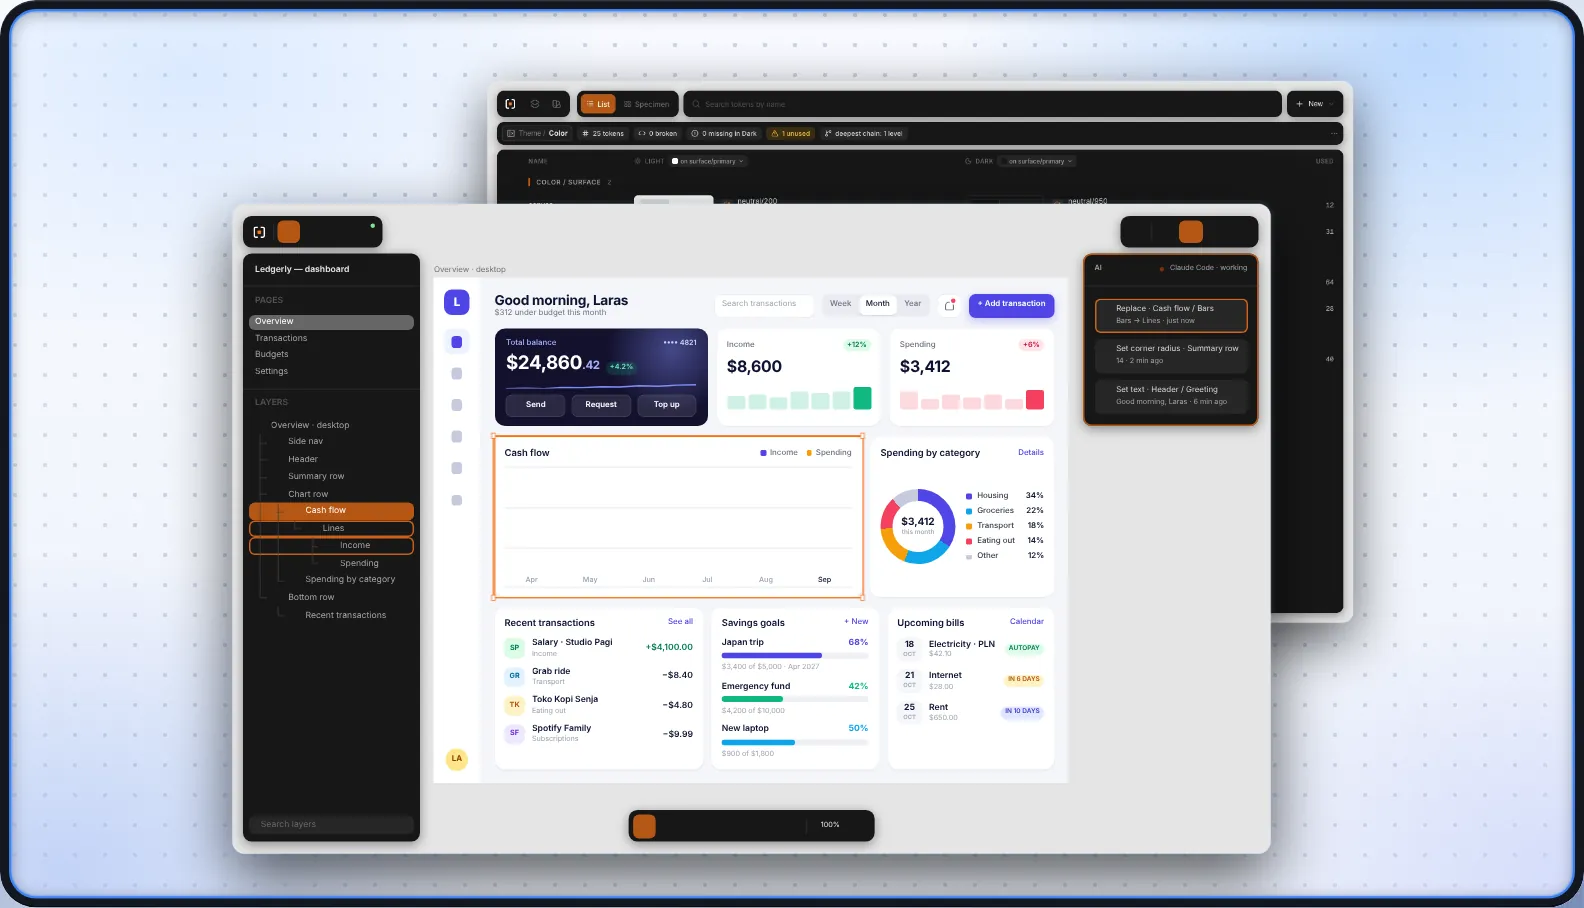 List
Specimen
Search tokens by name
New
Theme / Color
25 tokens
0 broken
0 missing in Dark
1 unused
deepest chain: 1 level
NAME
LIGHT
on surface/primary
DARK
on surface/primary
USED
COLOR / SURFACE 2
neutral/200
neutral/950
12
31
64
28
40
Ledgerly — dashboard
PAGES
Overview
Transactions
Budgets
Settings
LAYERS
Overview · desktop
Side nav
Header
Summary row
Chart row
Cash flow
Lines
Income
Spending
Spending by category
Bottom row
Recent transactions
Search layers
Overview · desktop
L
LA
Good morning, Laras
$312 under budget this month
Search transactions
Week
Month
Year
+ Add transaction
Total balance
•••• 4821
$24,860.42
+4.2%
Send
Request
Top up
Income
+12%
$8,600
Spending
+6%
$3,412
Cash flow
Income
Spending
Apr
May
Jun
Jul
Aug
Sep
Spending by category
Details
$3,412
this month
Housing 34%
Groceries 22%
Transport 18%
Eating out 14%
Other 12%
Recent transactions
See all
SP
Salary · Studio Pagi
Income
+$4,100.00
GR
Grab ride
Transport
−$8.40
TK
Toko Kopi Senja
Eating out
−$4.80
SF
Spotify Family
Subscriptions
−$9.99
Savings goals
+ New
Japan trip
68%
$3,400 of $5,000 · Apr 2027
Emergency fund
42%
$4,200 of $10,000
New laptop
50%
$900 of $1,800
Upcoming bills
Calendar
18
OCT
Electricity · PLN
$42.10
AUTOPAY
21
OCT
Internet
$28.00
IN 6 DAYS
25
OCT
Rent
$650.00
IN 10 DAYS
100%
AI
Claude Code · working
Replace · Cash flow / Bars
Bars → Lines · just now
Set corner radius · Summary row
14 · 2 min ago
Set text · Header / Greeting
Good morning, Laras · 6 min ago